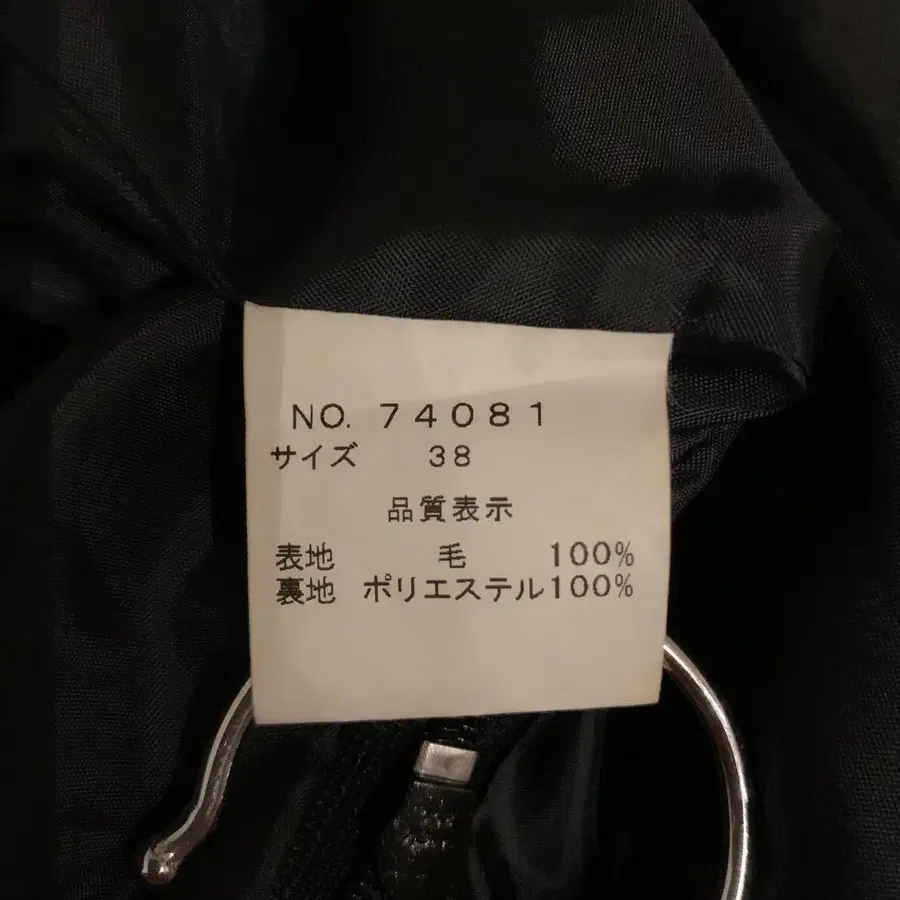 NO. 74081
サイズ 38
品質表示
表地 毛 100%
裏地 ポリエステル100%